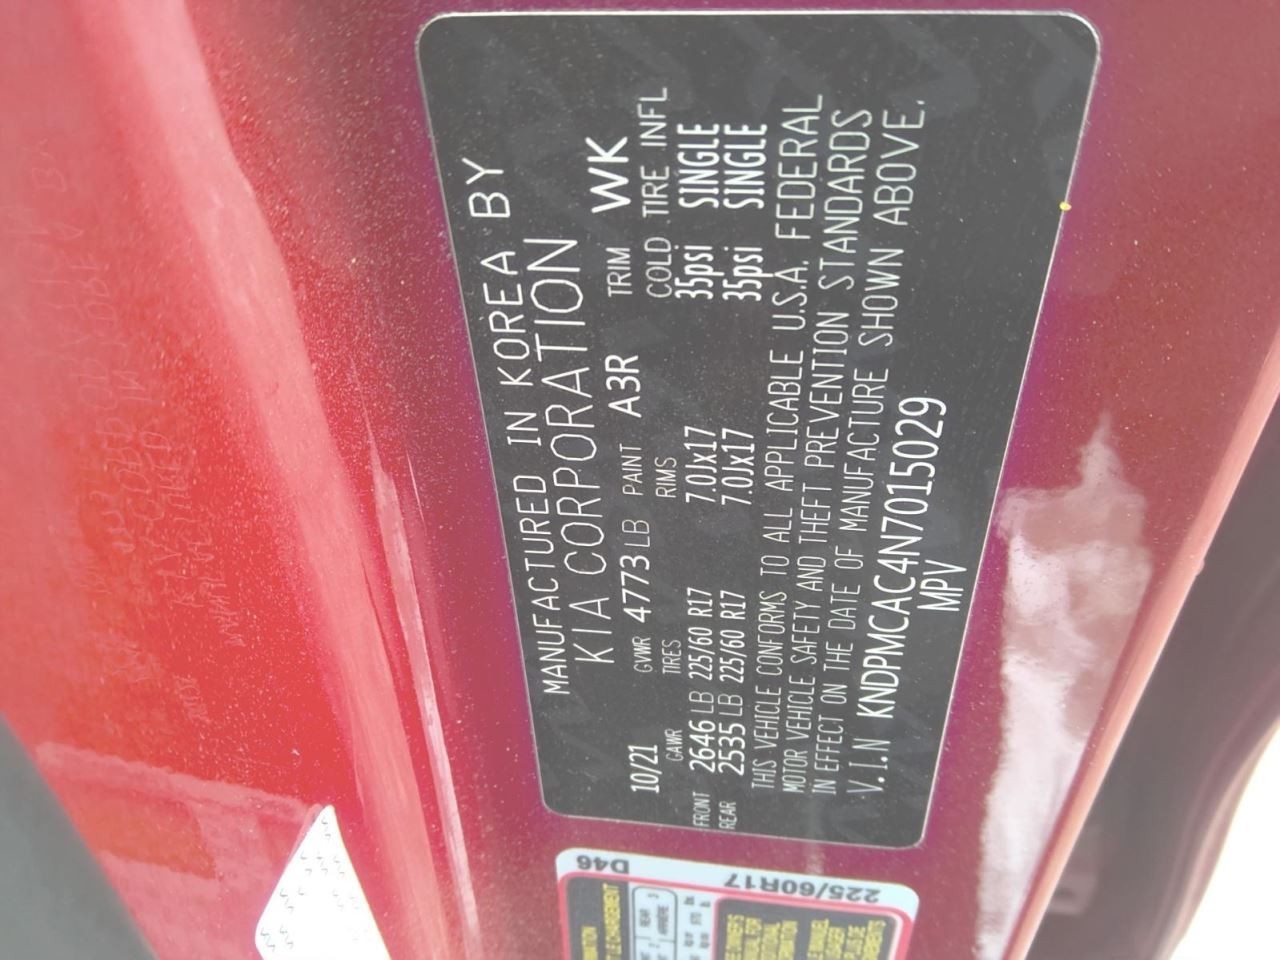 MANUFACTURED IN KOREA BY
KIA CORPORATION
10/21 GVWR 4773 LB PAINT A3R TRIM WK
GAWR TIRES RIMS COLD TIRE INFL
FRONT 2646 LB 225/60 R17 7.0Jx17 35psi SINGLE
REAR 2535 LB 225/60 R17 7.0Jx17 35psi SINGLE
THIS VEHICLE CONFORMS TO ALL APPLICABLE U.S.A. FEDERAL
MOTOR VEHICLE SAFETY AND THEFT PREVENTION STANDARDS
IN EFFECT ON THE DATE OF MANUFACTURE SHOWN ABOVE.
V.I.N KNDPMCAC4N7015029
MPV
225/60R17 D46
REAR 3